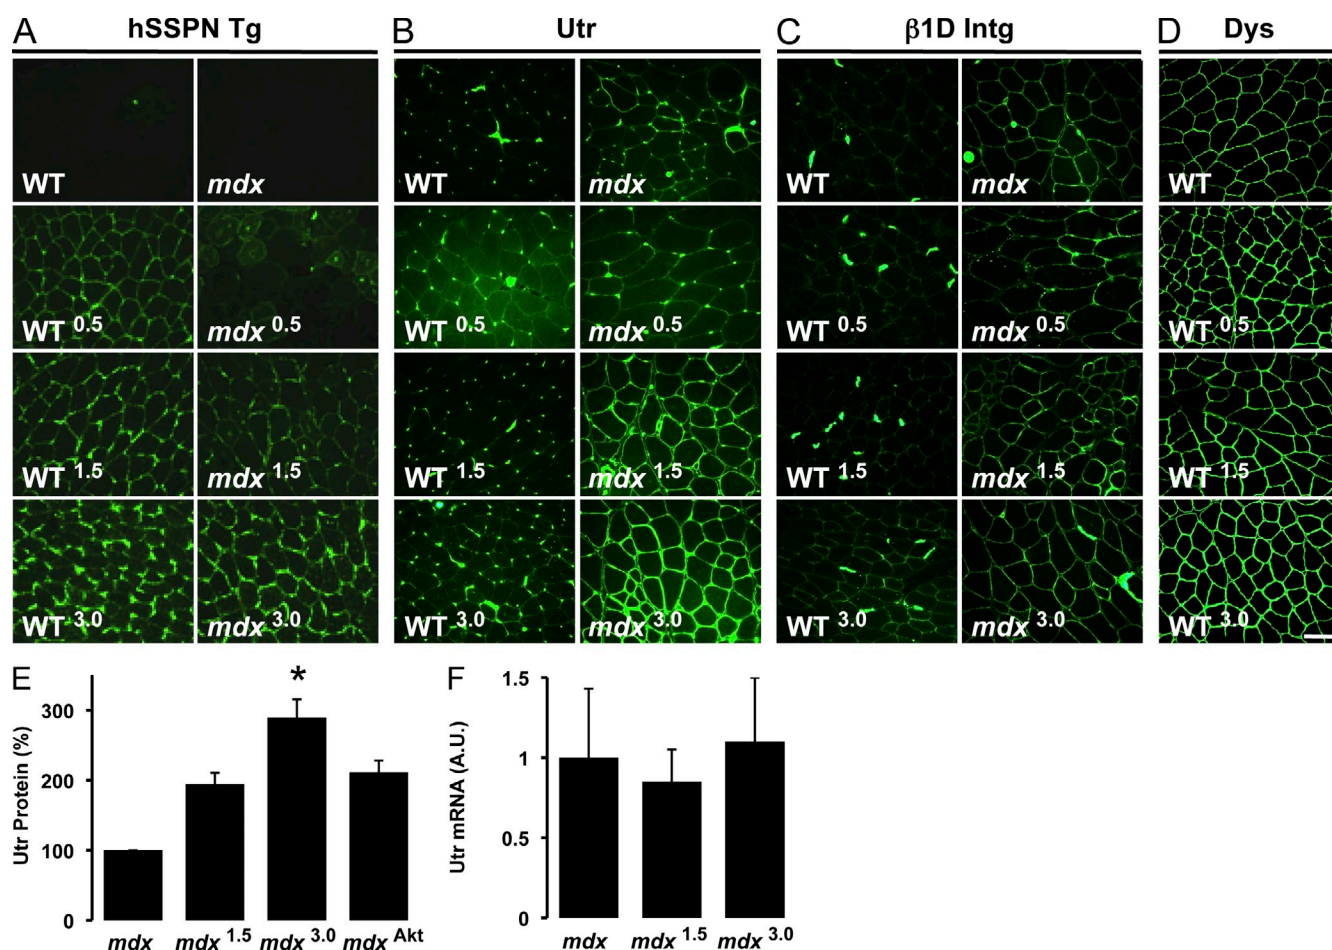 A hSSPN Tg B Utr C β1D Intg D Dys
WT mdx WT mdx WT mdx WT
WT 0.5 mdx 0.5 WT 0.5 mdx 0.5 WT 0.5 mdx 0.5 WT 0.5
WT 1.5 mdx 1.5 WT 1.5 mdx 1.5 WT 1.5 mdx 1.5 WT 1.5
WT 3.0 mdx 3.0 WT 3.0 mdx 3.0 WT 3.0 mdx 3.0 WT 3.0
E
Utr Protein (%)
300
200
100
0
*
mdx mdx 1.5 mdx 3.0 mdx Akt
F
Utr mRNA (A.U.)
1.5
1
0.5
0
mdx mdx 1.5 mdx 3.0